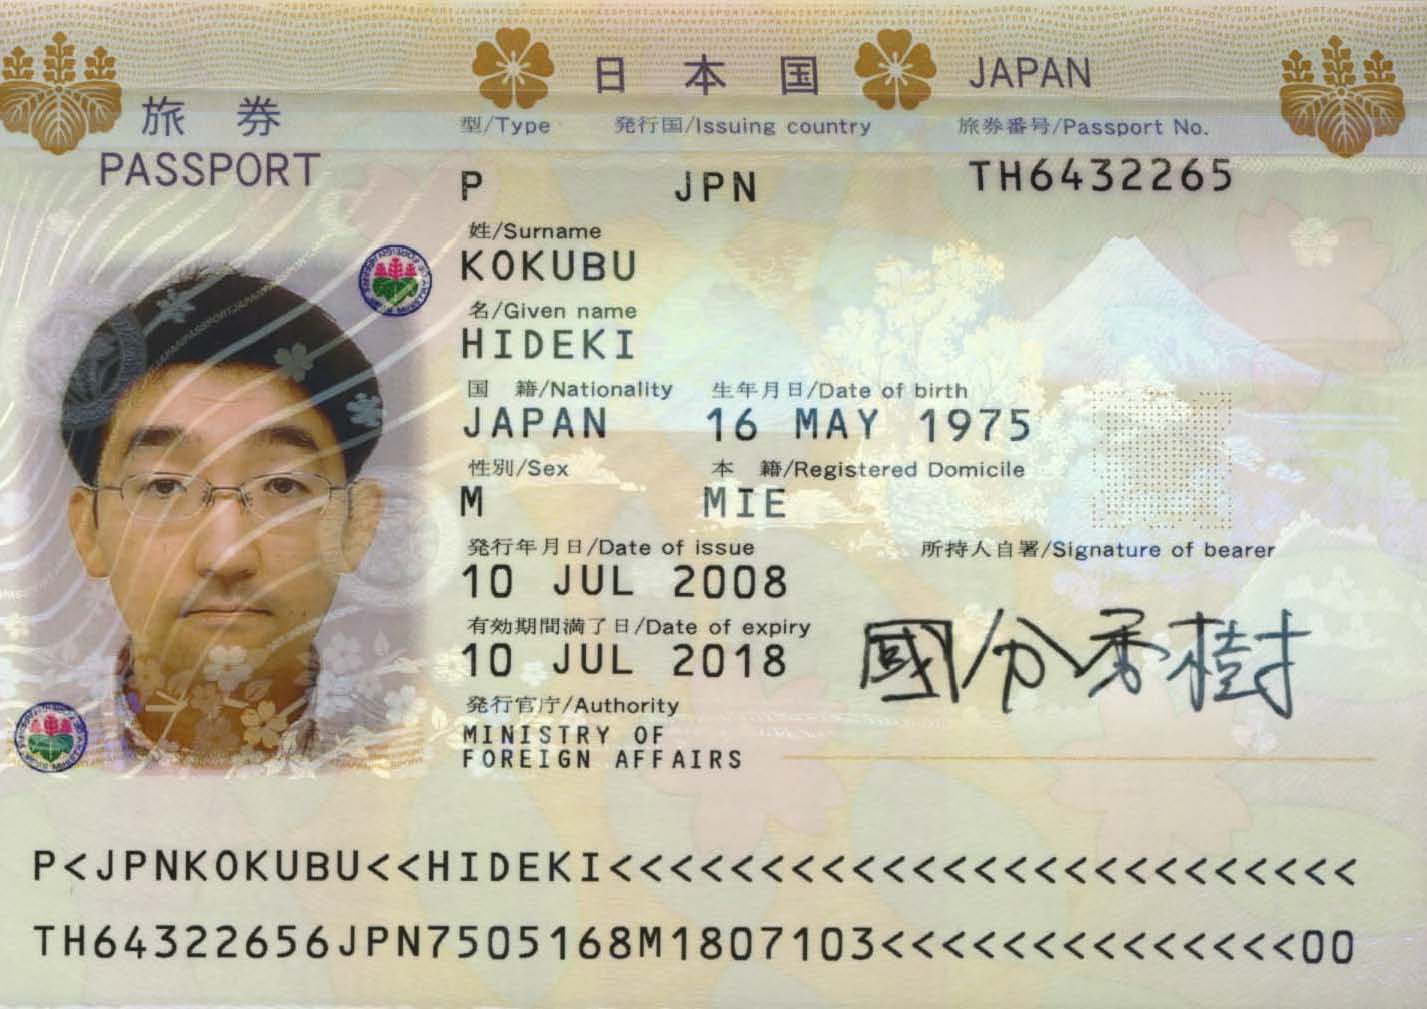 日本国 JAPAN
旅券
PASSPORT
型/Type 発行国/Issuing country 旅券番号/Passport No.
P JPN TH6432265
姓/Surname
KOKUBU
名/Given name
HIDEKI
国 籍/Nationality 生年月日/Date of birth
JAPAN 16 MAY 1975
性別/Sex 本 籍/Registered Domicile
M MIE
発行年月日/Date of issue 所持人自署/Signature of bearer
10 JUL 2008
有効期間満了日/Date of expiry
國分秀樹
10 JUL 2018
発行官庁/Authority
MINISTRY OF
FOREIGN AFFAIRS
P<JPNKOKUBU<<HIDEKI<<<<<<<<<<<<<<<<<<<<<<<<<
TH64322656JPN7505168M1807103<<<<<<<<<<<<<<00